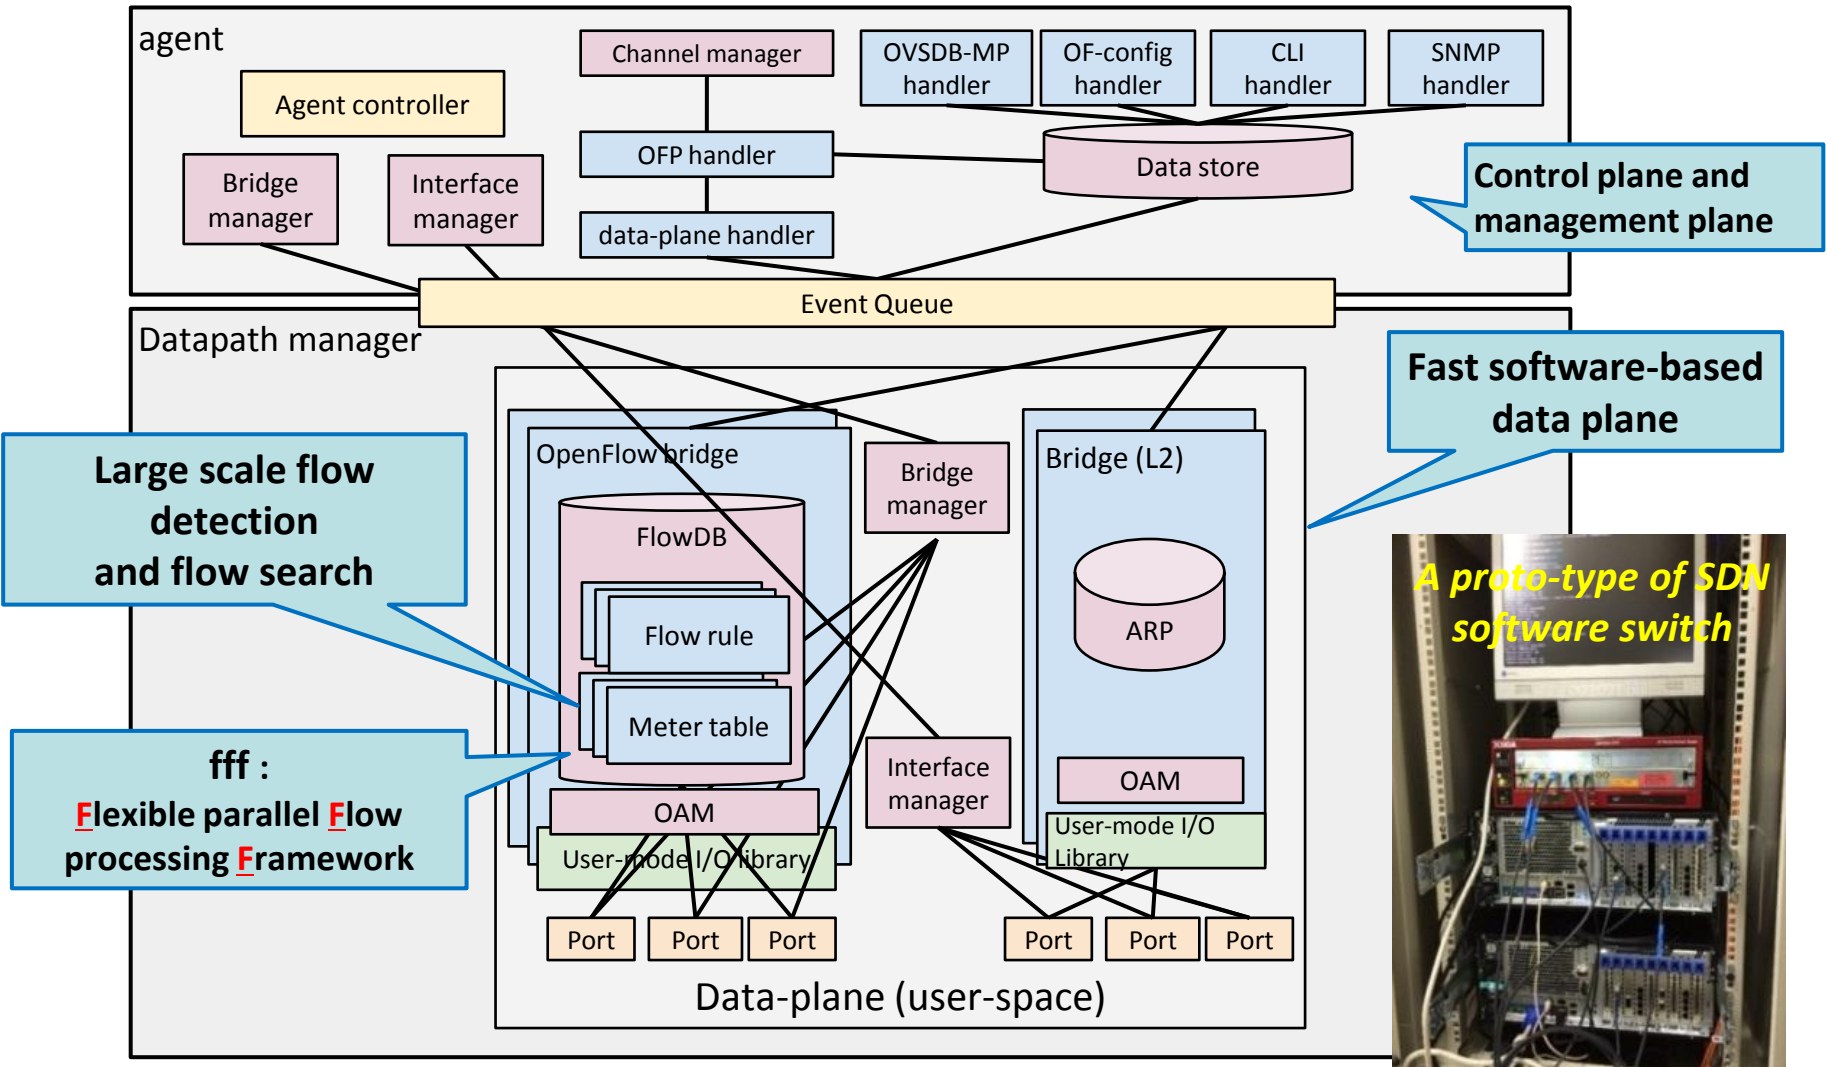 agent
Channel manager
OVSDB-MP
handler
OF-config
handler
CLI
handler
SNMP
handler
Agent controller
OFP handler
Data store
Bridge
manager
Interface
manager
data-plane handler
Control plane and
management plane
Event Queue
Datapath manager
Fast software-based
data plane
Large scale flow
detection
and flow search
OpenFlow bridge
FlowDB
Flow rule
Meter table
Bridge
manager
Bridge (L2)
ARP
A proto-type of SDN
software switch
fff :
Flexible parallel Flow
processing Framework
OAM
User-mode I/O library
Interface
manager
OAM
User-mode I/O
Library
Port
Port
Port
Port
Port
Port
Data-plane (user-space)